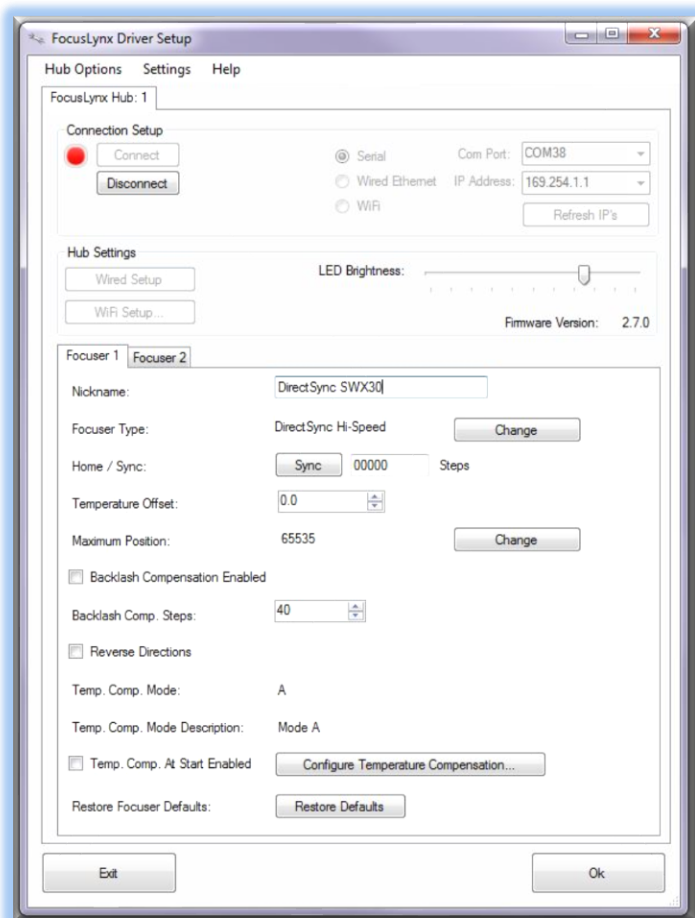 FocusLynx Driver Setup
Hub Options Settings Help
FocusLynx Hub: 1
Connection Setup
Connect Serial Com Port: COM38
Disconnect Wired Ethernet IP Address: 169.254.1.1
WiFi Refresh IP's
Hub Settings
Wired Setup LED Brightness:
WiFi Setup...
Firmware Version: 2.7.0
Focuser 1 Focuser 2
Nickname: DirectSync SWX30
Focuser Type: DirectSync Hi-Speed Change
Home / Sync: Sync 00000 Steps
Temperature Offset: 0.0
Maximum Position: 65535 Change
Backlash Compensation Enabled
Backlash Comp. Steps: 40
Reverse Directions
Temp. Comp. Mode: A
Temp. Comp. Mode Description: Mode A
Temp. Comp. At Start Enabled Configure Temperature Compensation...
Restore Focuser Defaults: Restore Defaults
Exit Ok